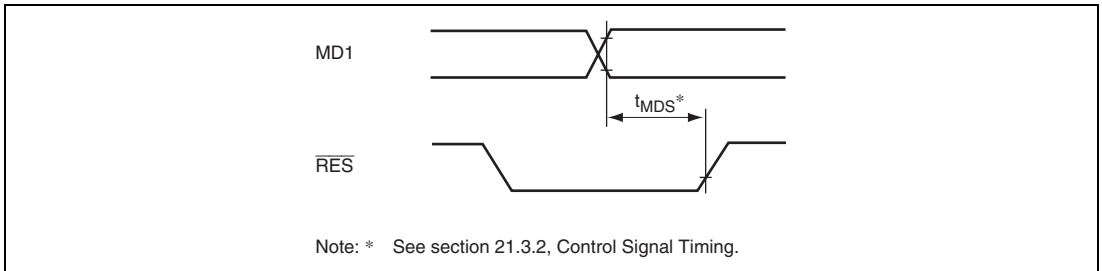 MD1
tMDS*
RES
Note: * See section 21.3.2, Control Signal Timing.